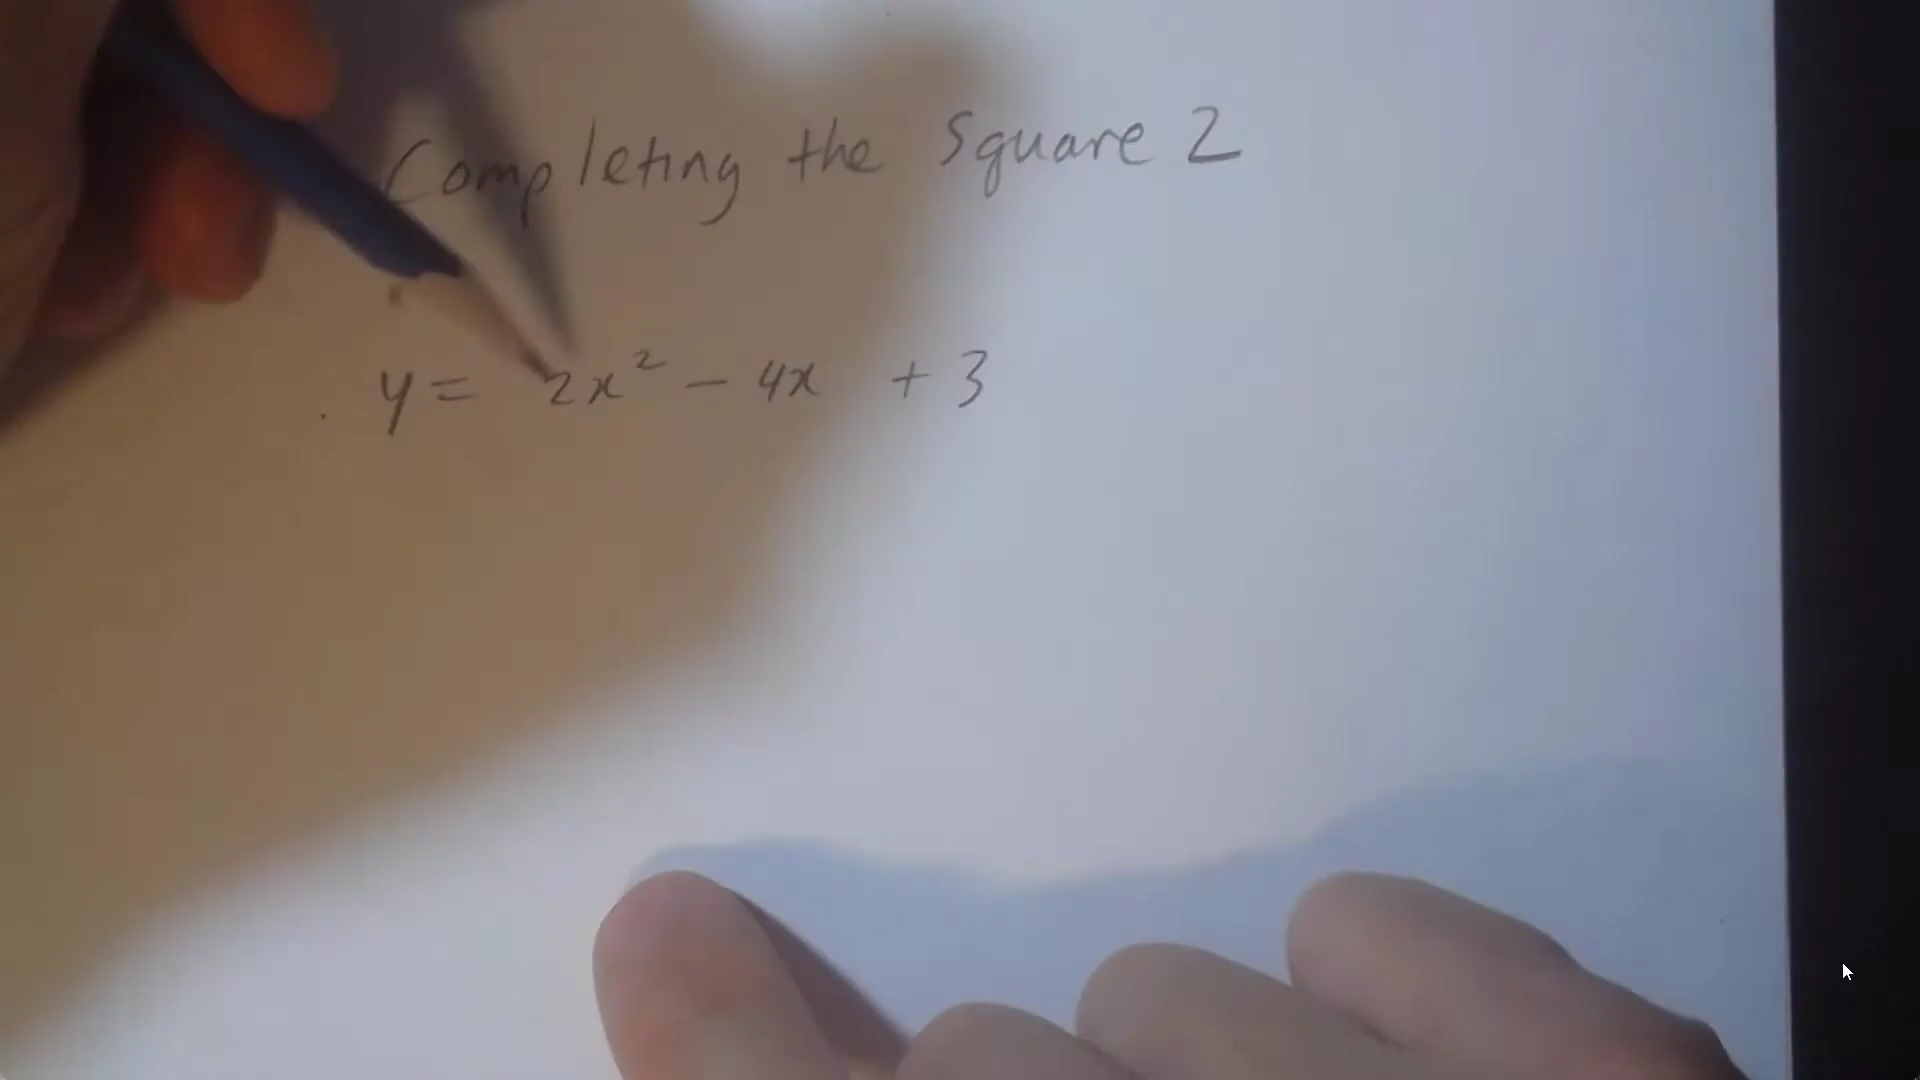 Completing the Square 2
y = 2x² - 4x + 3